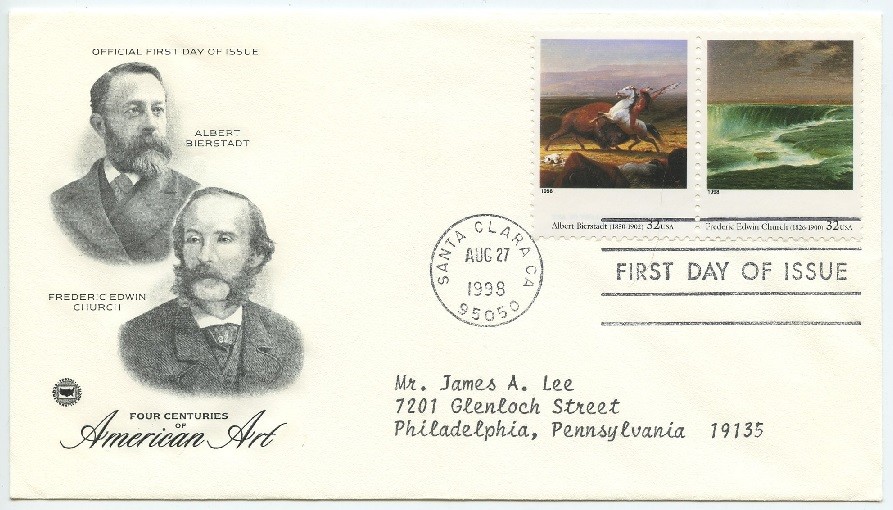 OFFICIAL FIRST DAY OF ISSUE
ALBERT
BIERSTADT
FREDERIC EDWIN
CHURCH
FOUR CENTURIES
OF
American Art
1998
1998
Albert Bierstadt (1830-1902) 32USA
Frederic Edwin Church (1826-1900) 32USA
SANTA CLARA CA
AUG 27
1998
95050
FIRST DAY OF ISSUE
Mr. James A. Lee
7201 Glenloch Street
Philadelphia, Pennsylvania 19135